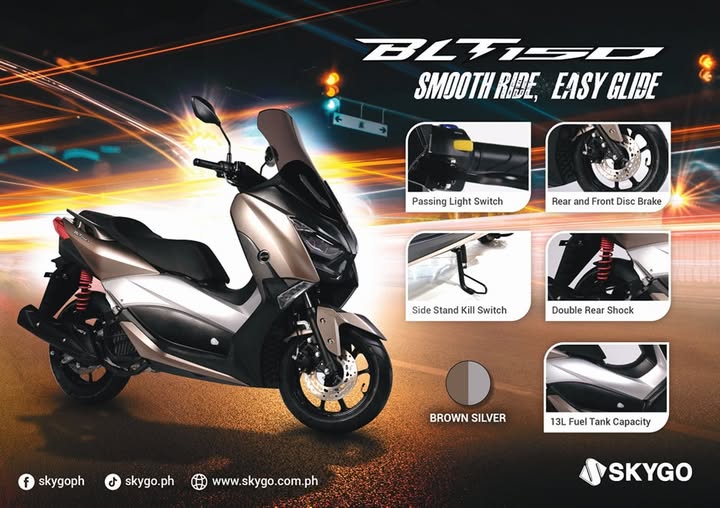 BLT150
SMOOTH RIDE, EASY GLIDE
Passing Light Switch
Rear and Front Disc Brake
Side Stand Kill Switch
Double Rear Shock
BROWN SILVER
13L Fuel Tank Capacity
skygoph
skygo.ph
www.skygo.com.ph
SKYGO